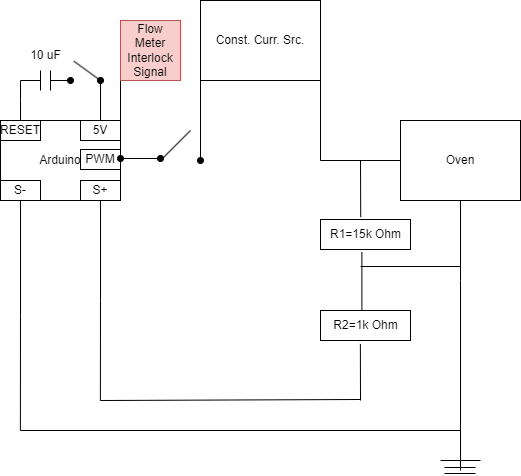 Flow
Meter
Interlock
Signal
Const. Curr. Src.
10 uF
RESET
5V
Arduino
PWM
Oven
S-
S+
R1=15k Ohm
R2=1k Ohm